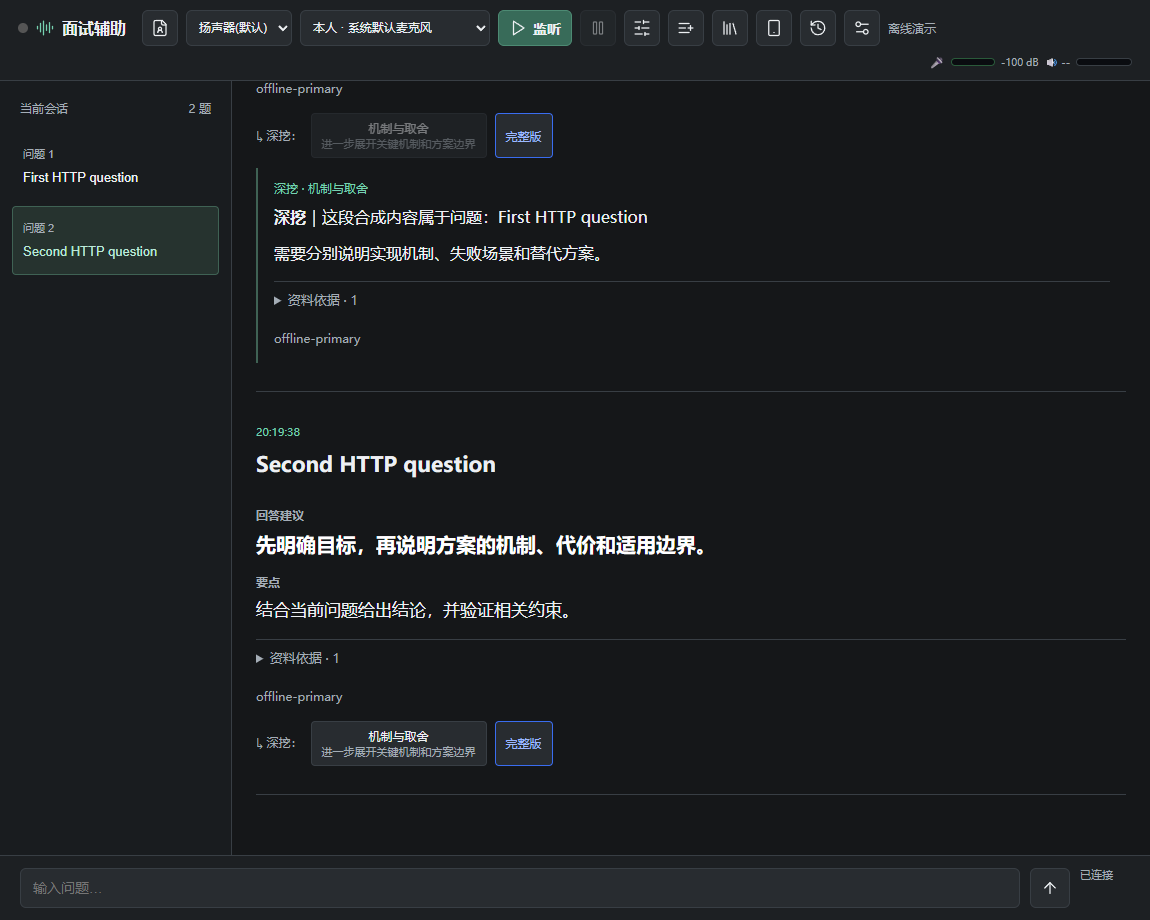 面试辅助
扬声器(默认)
本人 · 系统默认麦克风
监听
离线演示
-100 dB
--
当前会话
2 题
问题 1
First HTTP question
问题 2
Second HTTP question
offline-primary
↳ 深挖：
机制与取舍
进一步展开关键机制和方案边界
完整版
深挖 · 机制与取舍
深挖 | 这段合成内容属于问题：First HTTP question
需要分别说明实现机制、失败场景和替代方案。
▶ 资料依据 · 1
offline-primary
20:19:38
Second HTTP question
回答建议
先明确目标，再说明方案的机制、代价和适用边界。
要点
结合当前问题给出结论，并验证相关约束。
▶ 资料依据 · 1
offline-primary
↳ 深挖：
机制与取舍
进一步展开关键机制和方案边界
完整版
输入问题...
已连接